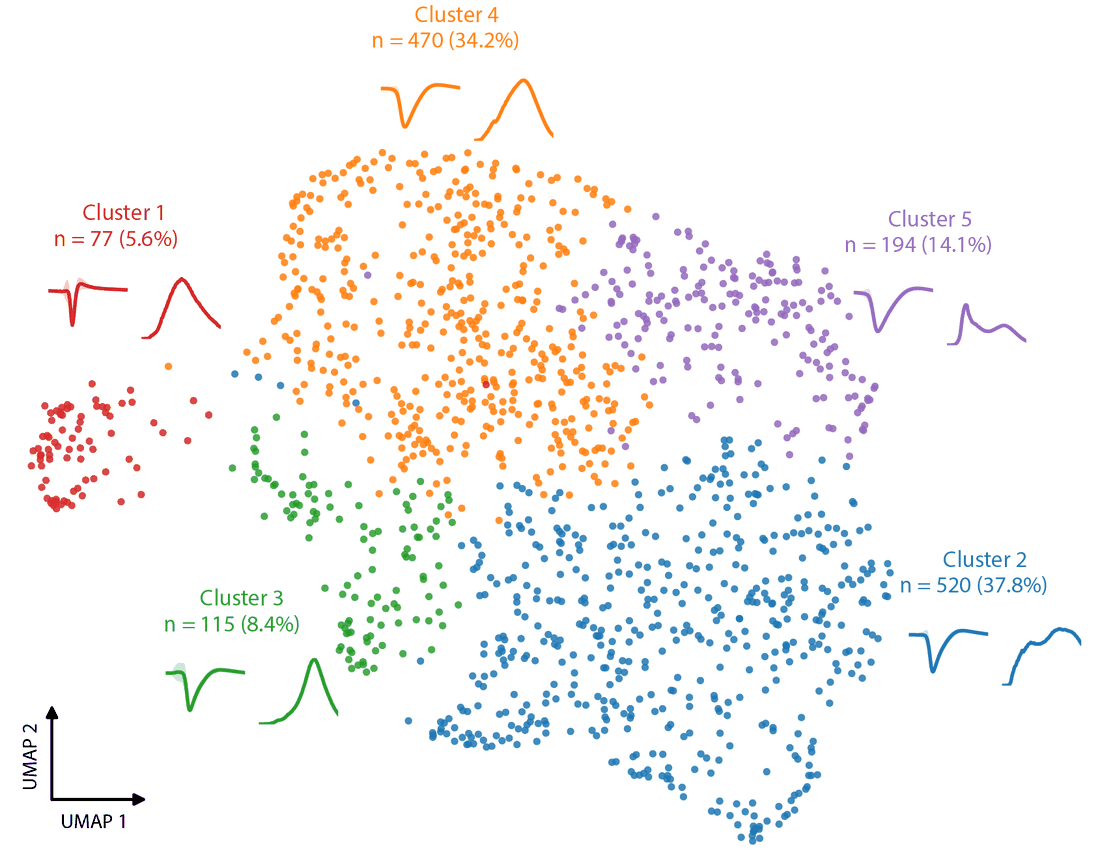 Cluster 4
n = 470 (34.2%)
Cluster 1
n = 77 (5.6%)
Cluster 5
n = 194 (14.1%)
Cluster 2
n = 520 (37.8%)
Cluster 3
n = 115 (8.4%)
UMAP 2
UMAP 1